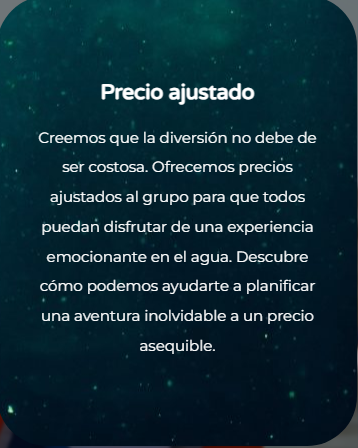 Precio ajustado
Creemos que la diversión no debe de
ser costosa. Ofrecemos precios
ajustados al grupo para que todos
puedan disfrutar de una experiencia
emocionante en el agua. Descubre
cómo podemos ayudarte a planificar
una aventura inolvidable a un precio
asequible.